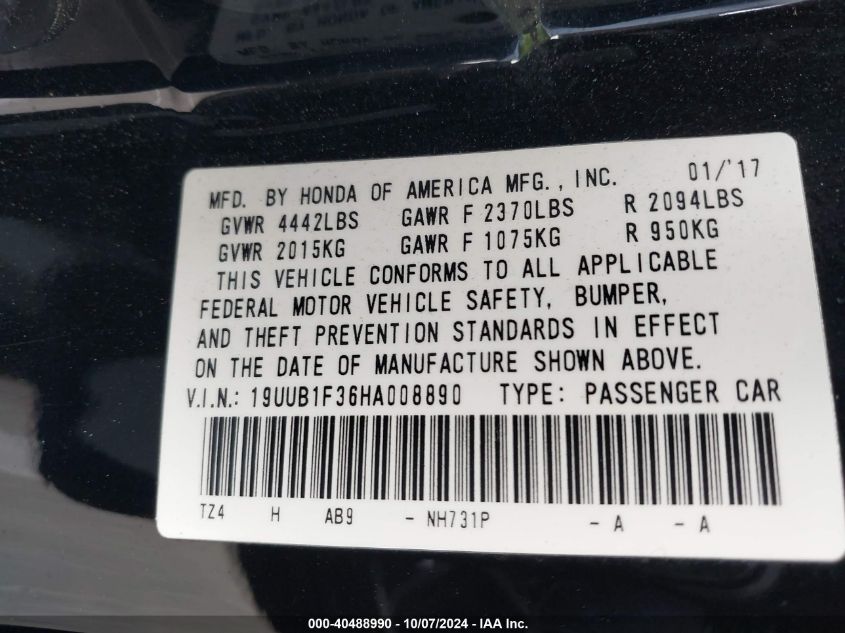 MFD. BY HONDA OF AMERICA MFG., INC. 01/'17
GVWR 4442LBS GAWR F 2370LBS R 2094LBS
GVWR 2015KG GAWR F 1075KG R 950KG
THIS VEHICLE CONFORMS TO ALL APPLICABLE
FEDERAL MOTOR VEHICLE SAFETY, BUMPER,
AND THEFT PREVENTION STANDARDS IN EFFECT
ON THE DATE OF MANUFACTURE SHOWN ABOVE.
V.I.N.: 19UUB1F36HA008890 TYPE: PASSENGER CAR
TZ4 H AB9 - NH731P - A - A
000-40488990 - 10/07/2024 - IAA Inc.